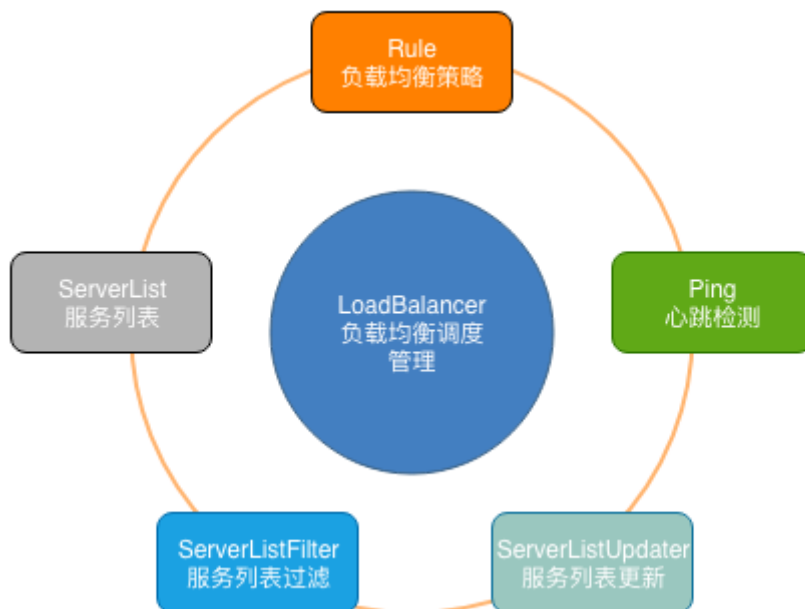 Rule
负载均衡策略
ServerList
服务列表
LoadBalancer
负载均衡调度
管理
Ping
心跳检测
ServerListFilter
服务列表过滤
ServerListUpdater
服务列表更新